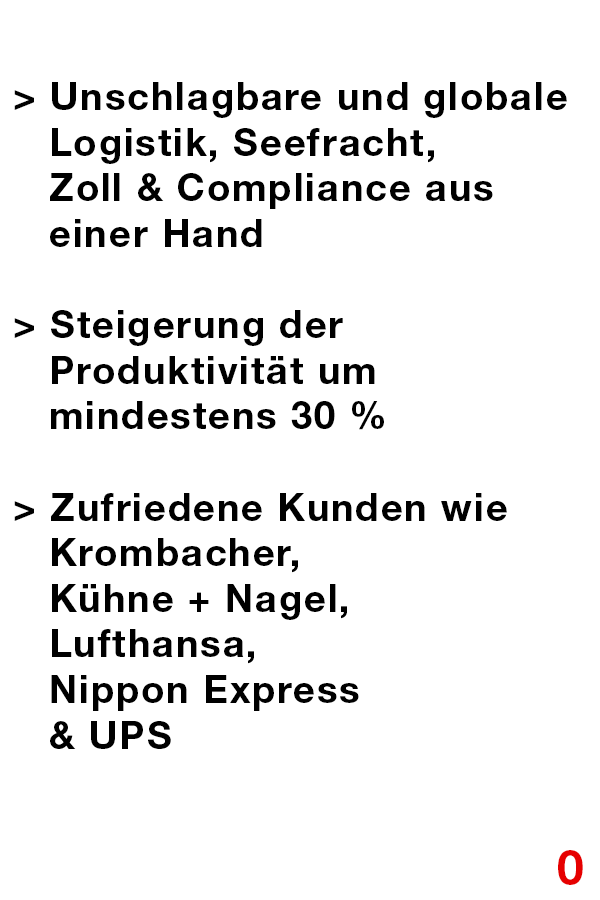 > Unschlagbare und globale
Logistik, Seefracht,
Zoll & Compliance aus
einer Hand
> Steigerung der
Produktivität um
mindestens 30 %
> Zufriedene Kunden wie
Krombacher,
Kühne + Nagel,
Lufthansa,
Nippon Express
& UPS
0